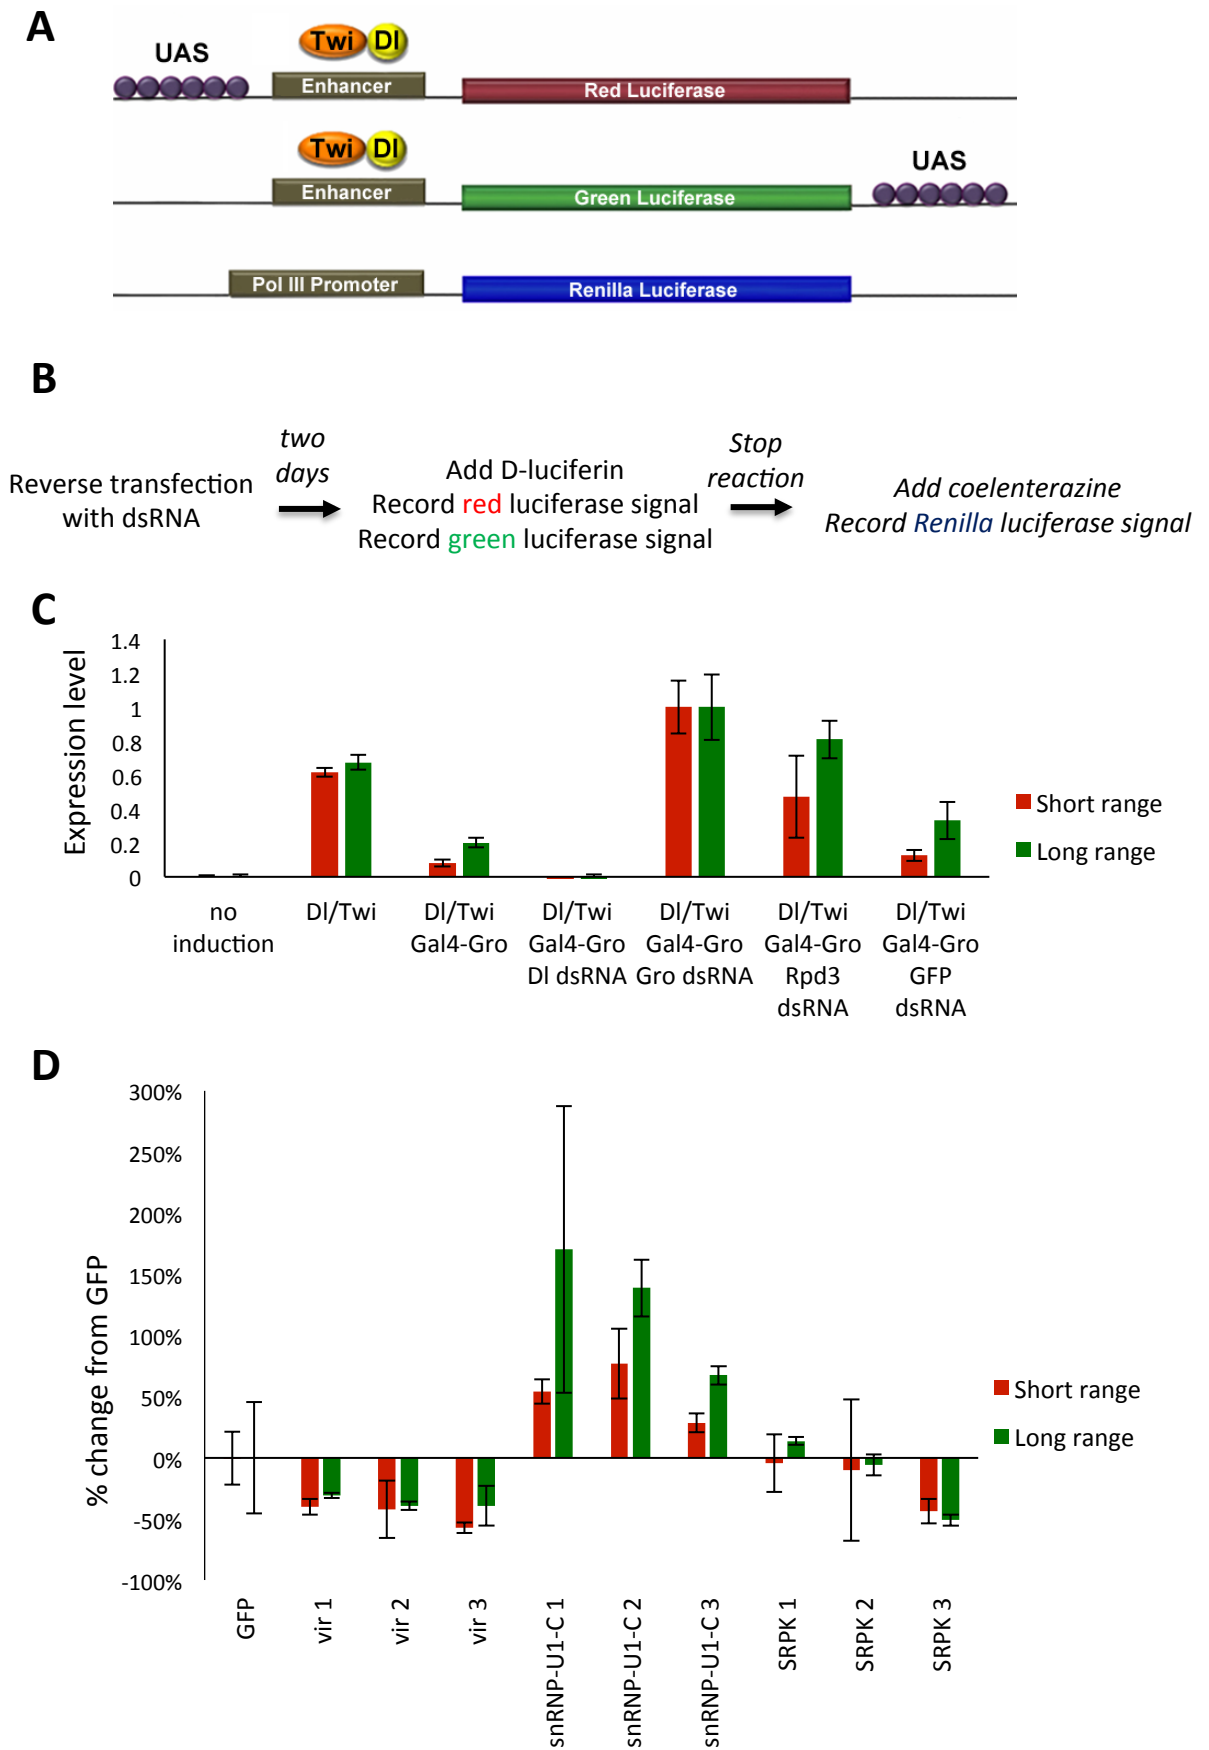 A
UAS
Twi Dl
Enhancer
Red Luciferase
Twi Dl
Enhancer
Green Luciferase
UAS
Pol III Promoter
Renilla Luciferase
B
Reverse transfection
with dsRNA
two
days
Add D-luciferin
Record red luciferase signal
Record green luciferase signal
Stop
reaction
Add coelenterazine
Record Renilla luciferase signal
C
Expression level
1.4
1.2
1
0.8
0.6
0.4
0.2
0
no
induction
Dl/Twi
Dl/Twi
Gal4-Gro
Dl/Twi
Gal4-Gro
Dl dsRNA
Dl/Twi
Gal4-Gro
Gro dsRNA
Dl/Twi
Gal4-Gro
Rpd3
dsRNA
Dl/Twi
Gal4-Gro
GFP
dsRNA
Short range
Long range
D
% change from GFP
300%
250%
200%
150%
100%
50%
0%
-50%
-100%
GFP
vir 1
vir 2
vir 3
snRNP-U1-C 1
snRNP-U1-C 2
snRNP-U1-C 3
SRPK 1
SRPK 2
SRPK 3
Short range
Long range